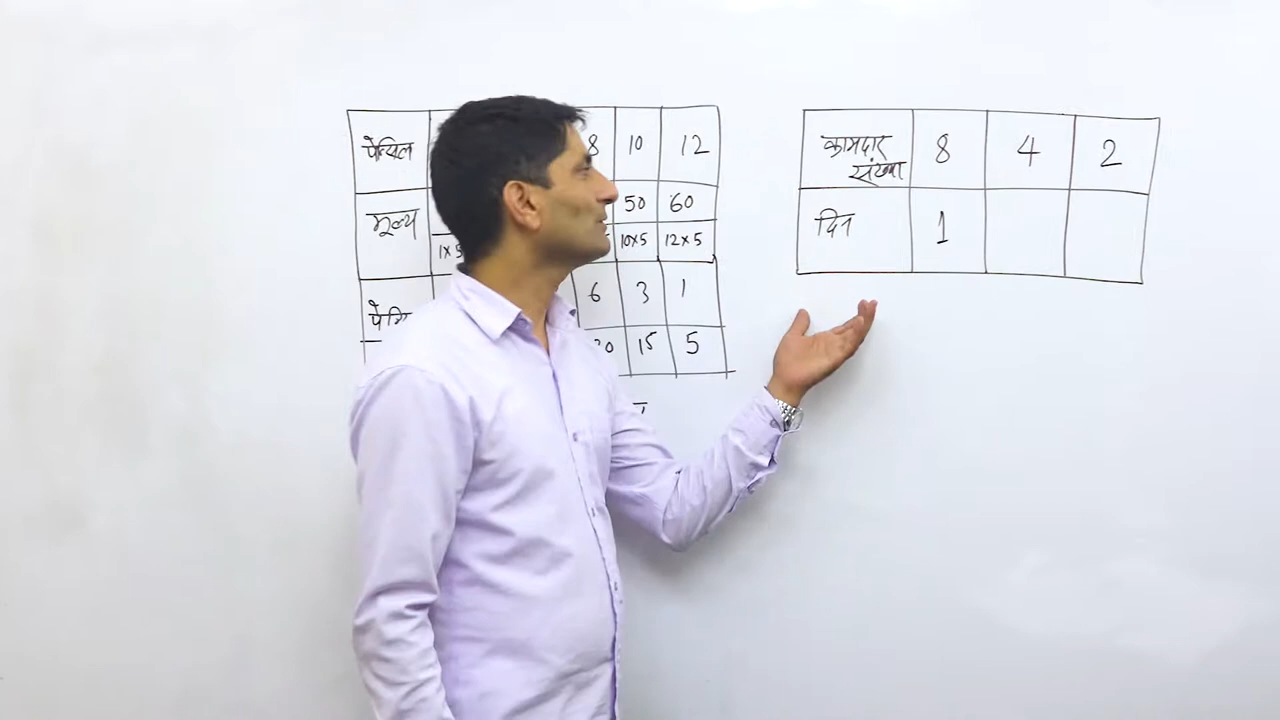 पेन्सिल 8 10 12
मूल्य 50 60
1×5 10×5 12×5
6 3 1
15 5
कामदार संख्या 8 4 2
दिन 1